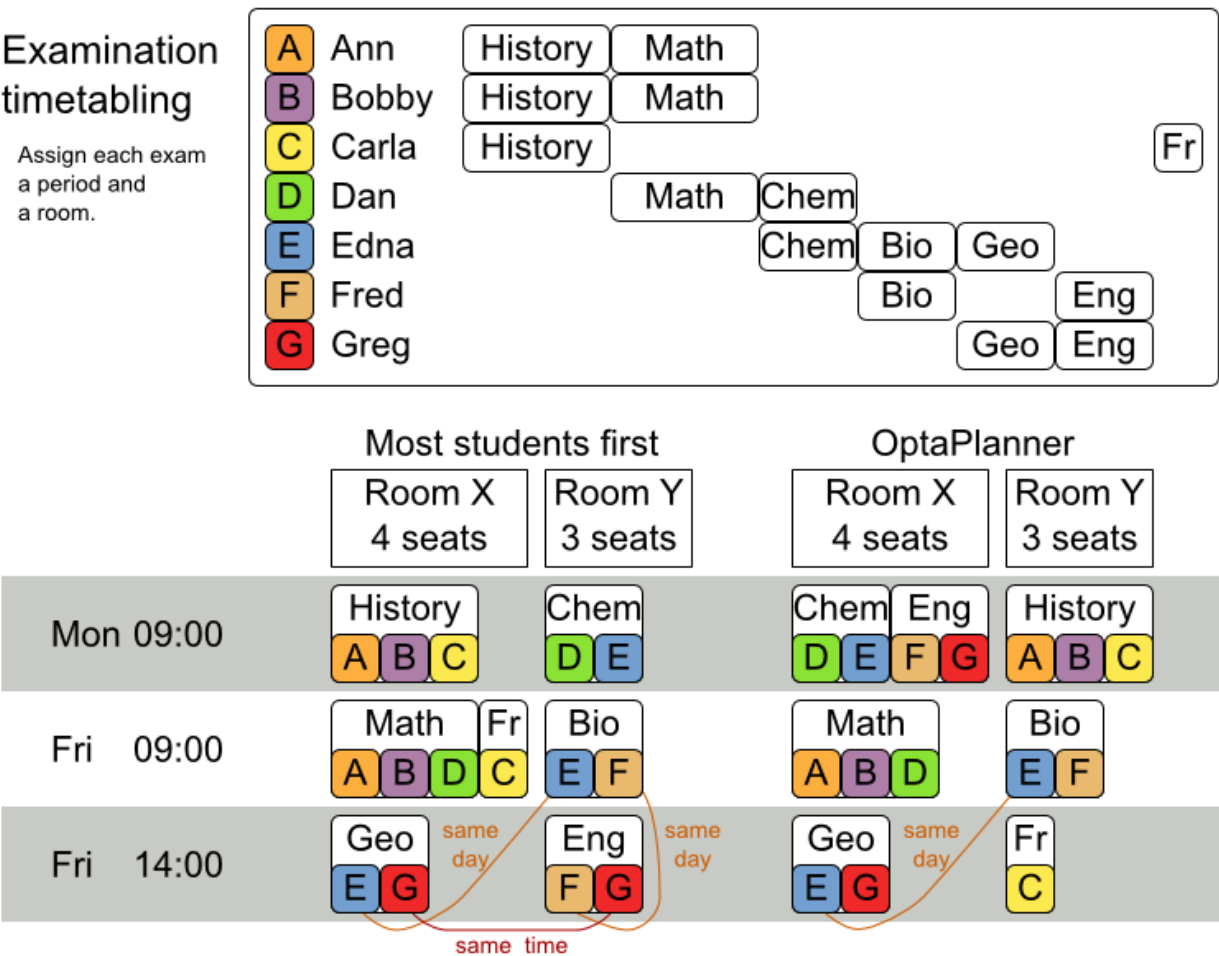 Examination
timetabling
Assign each exam
a period and
a room.
A Ann History Math
B Bobby History Math
C Carla History Fr
D Dan Math Chem
E Edna Chem Bio Geo
F Fred Bio Eng
G Greg Geo Eng
Most students first OptaPlanner
Room X Room Y Room X Room Y
4 seats 3 seats 4 seats 3 seats
Mon 09:00
History Chem Chem Eng History
A B C D E D E F G A B C
Fri 09:00
Math Fr Bio Math Bio
A B D C E F A B D E F
Fri 14:00
Geo same day Eng same day Geo same day Fr
E G F G E G C
same time